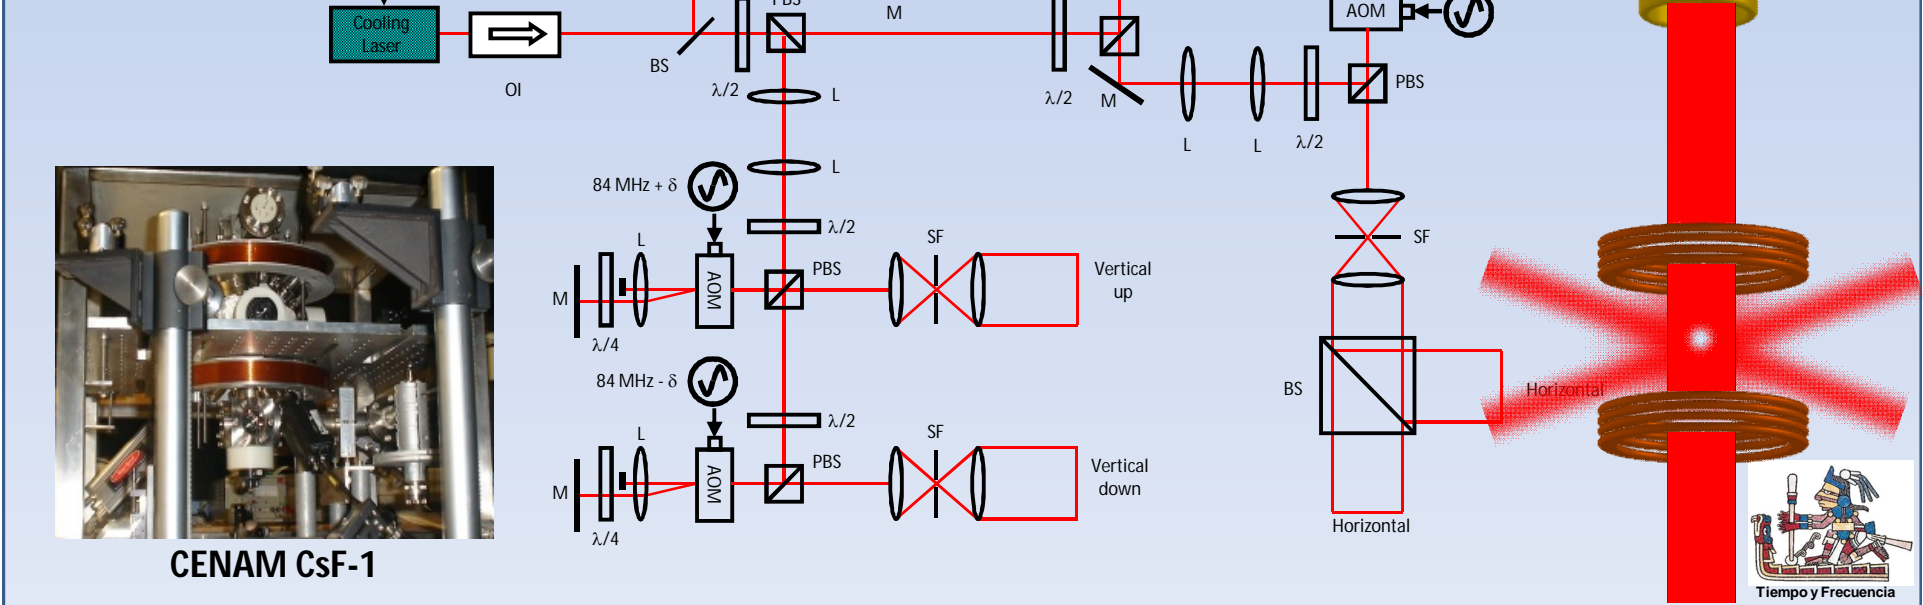 Cooling
Laser
OI
BS
λ/2
PBS
M
λ/2
M
L
L
λ/2
AOM
PBS
L
L
84 MHz + δ
λ/2
L
M
λ/4
AOM
PBS
SF
Vertical
up
84 MHz - δ
λ/2
L
M
λ/4
AOM
PBS
SF
Vertical
down
SF
BS
Horizontal
Horizontal
CENAM CsF-1
Tiempo y Frecuencia